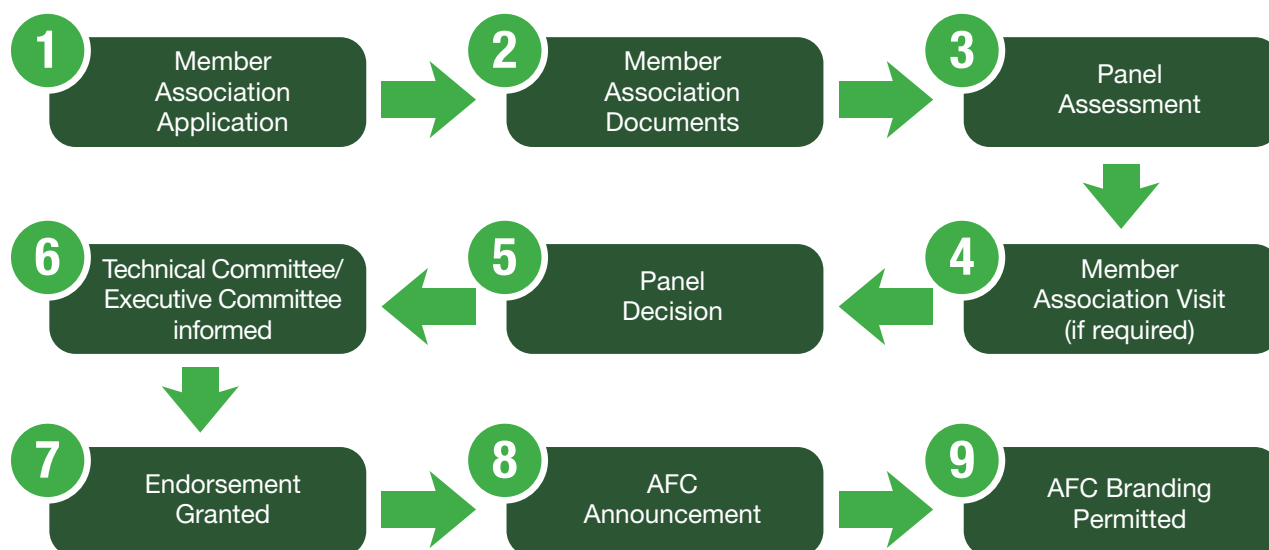 1
Member
Association
Application
2
Member
Association
Documents
3
Panel
Assessment
4
Member
Association Visit
(if required)
5
Panel
Decision
6
Technical Committee/
Executive Committee
informed
7
Endorsement
Granted
8
AFC
Announcement
9
AFC Branding
Permitted